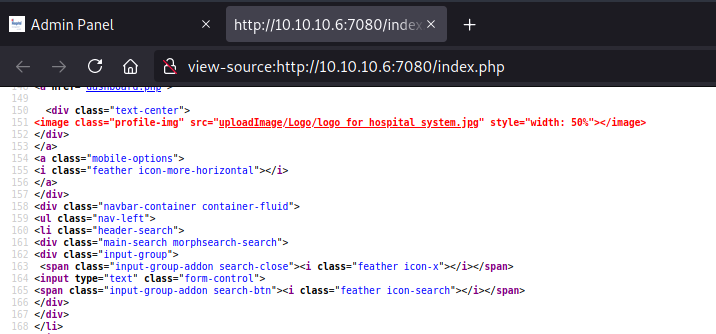 Admin Panel
http://10.10.10.6:7080/index
view-source:http://10.10.10.6:7080/index.php
148 <a href="dashboard.php">
149
150 <div class="text-center">
151 <image class="profile-img" src="uploadImage/Logo/logo for hospital system.jpg" style="width: 50%"></image>
152 </div>
153 </a>
154 <a class="mobile-options">
155 <i class="feather icon-more-horizontal"></i>
156 </a>
157 </div>
158 <div class="navbar-container container-fluid">
159 <ul class="nav-left">
160 <li class="header-search">
161 <div class="main-search morphsearch-search">
162 <div class="input-group">
163 <span class="input-group-addon search-close"><i class="feather icon-x"></i></span>
164 <input type="text" class="form-control">
165 <span class="input-group-addon search-btn"><i class="feather icon-search"></i></span>
166 </div>
167 </div>
168 </li>